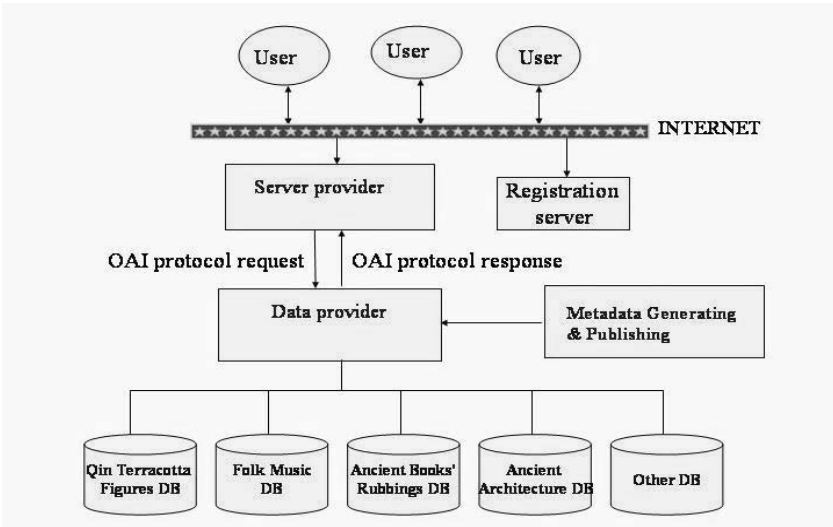 User
User
User
INTERNET
Server provider
Registration
server
OAI protocol request
OAI protocol response
Data provider
Metadata Generating
& Publishing
Qin Terracotta
Figures DB
Folk Music
DB
Ancient Books'
Rubbings DB
Ancient
Architecture DB
Other DB